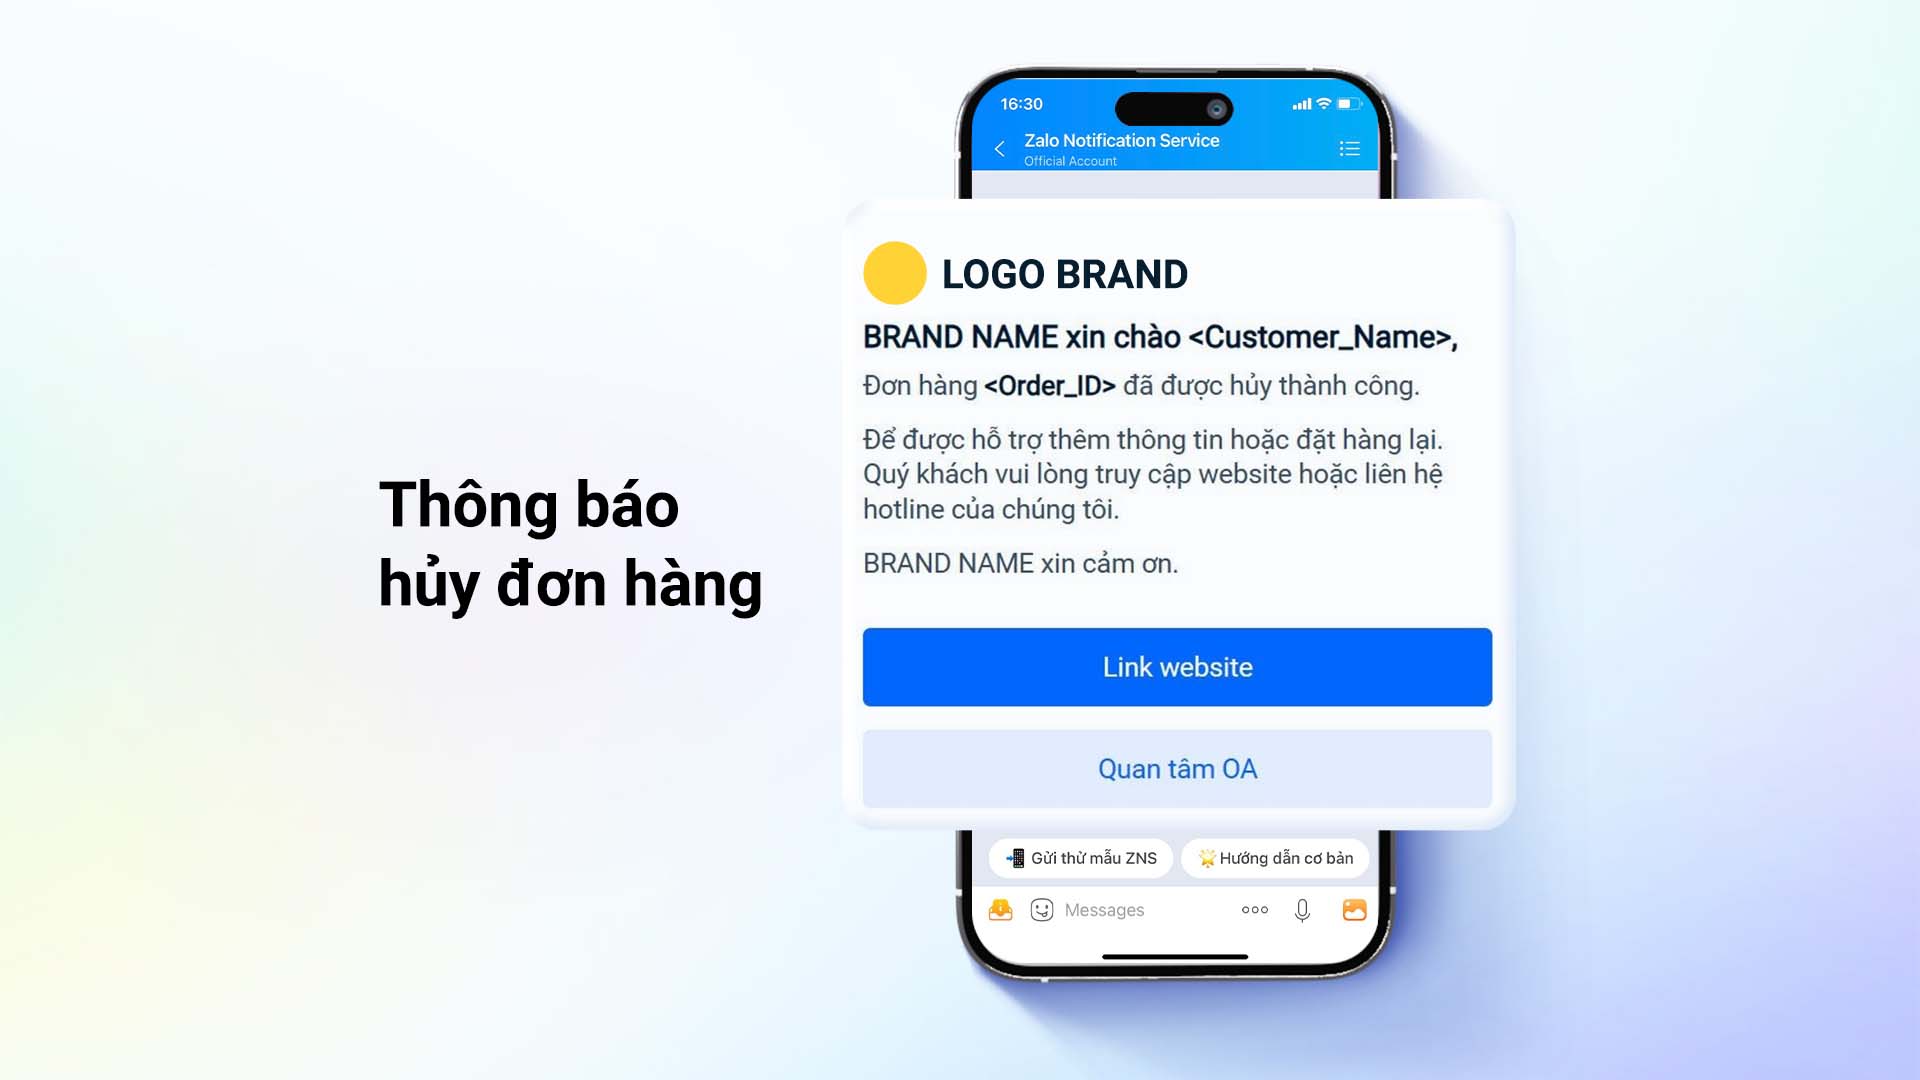 Thông báo
hủy đơn hàng
16:30
Zalo Notification Service
Official Account
LOGO BRAND
BRAND NAME xin chào <Customer_Name>,
Đơn hàng <Order_ID> đã được hủy thành công.
Để được hỗ trợ thêm thông tin hoặc đặt hàng lại.
Quý khách vui lòng truy cập website hoặc liên hệ
hotline của chúng tôi.
BRAND NAME xin cảm ơn.
Link website
Quan tâm OA
Gửi thử mẫu ZNS
Hướng dẫn cơ bản
Messages